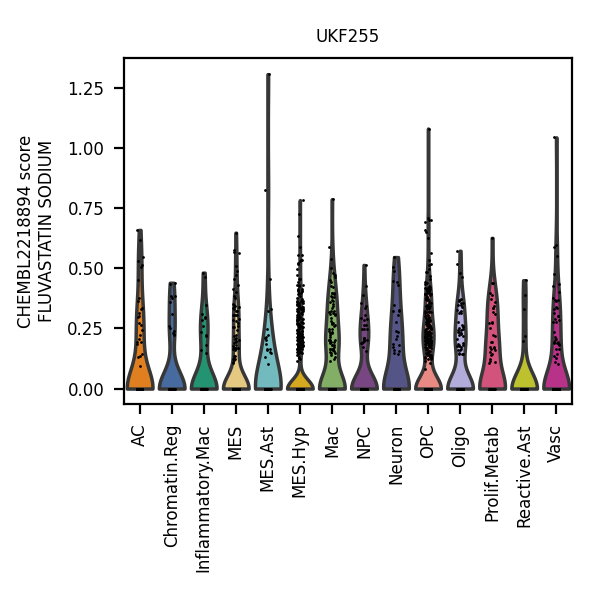 UKF255
CHEMBL2218894 score
FLUVASTATIN SODIUM
1.25
1.00
0.75
0.50
0.25
0.00
AC
Chromatin.Reg
Inflammatory.Mac
MES
MES.Ast
MES.Hyp
Mac
NPC
Neuron
OPC
Oligo
Prolif.Metab
Reactive.Ast
Vasc